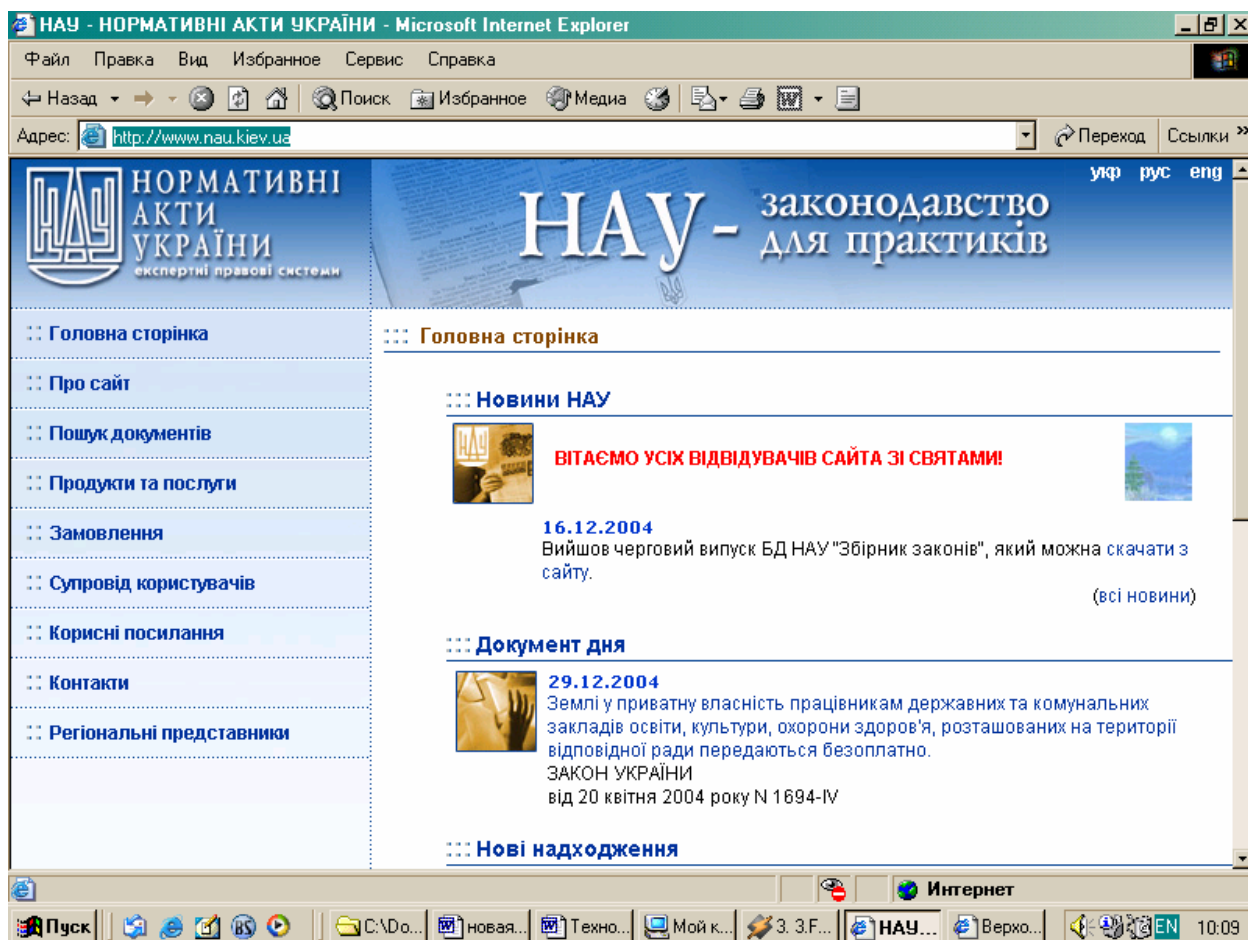 НАУ - НОРМАТИВНІ АКТИ УКРАЇНИ - Microsoft Internet Explorer
Файл Правка Вид Избранное Сервис Справка
Назад Поиск Избранное Медиа
Адрес: http://www.nau.kiev.ua Переход Ссылки »
укр рус eng
НАУ
НОРМАТИВНІ
АКТИ
УКРАЇНИ
експертні правові системи
НАУ - законодавство
для практиків
Головна сторінка
Про сайт
Пошук документів
Продукти та послуги
Замовлення
Супровід користувачів
Корисні посилання
Контакти
Регіональні представники
Головна сторінка
Новини НАУ
НАУ
ВІТАЄМО УСІХ ВІДВІДУВАЧІВ САЙТА ЗІ СВЯТАМИ!
16.12.2004
Вийшов черговий випуск БД НАУ "Збірник законів", який можна скачати з
сайту.
(всі новини)
Документ дня
29.12.2004
Землі у приватну власність працівникам державних та комунальних
закладів освіти, культури, охорони здоров'я, розташованих на території
відповідної ради передаються безоплатно.
ЗАКОН УКРАЇНИ
від 20 квітня 2004 року N 1694-IV
Нові надходження
Интернет
Пуск C:\Do... новая... Техно... Мой к... 3. 3.F... НАУ... Верхо... EN 10:09